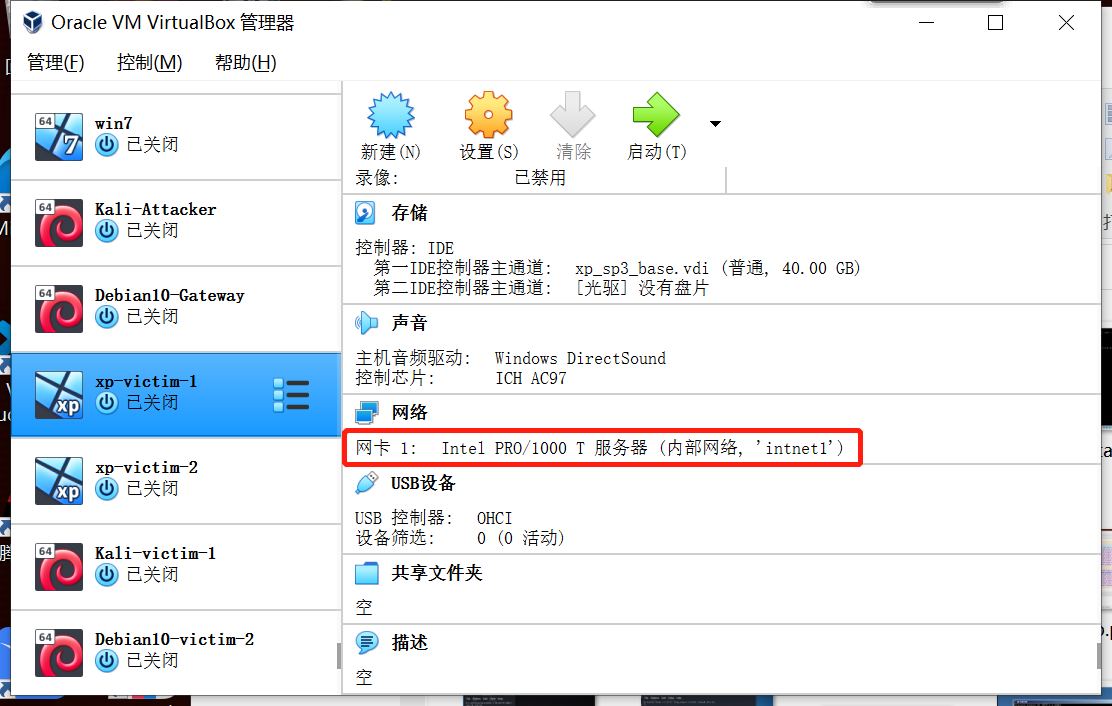 Oracle VM VirtualBox 管理器
管理(F) 控制(M) 帮助(H)
64
win7
已关闭
64
Kali-Attacker
已关闭
64
Debian10-Gateway
已关闭
xp
xp-victim-1
已关闭
xp
xp-victim-2
已关闭
64
Kali-victim-1
已关闭
64
Debian10-victim-2
已关闭
新建(N) 设置(S) 清除 启动(T)
录像: 已禁用
存储
控制器: IDE
第一IDE控制器主通道: xp_sp3_base.vdi (普通, 40.00 GB)
第二IDE控制器主通道: [光驱] 没有盘片
声音
主机音频驱动: Windows DirectSound
控制芯片: ICH AC97
网络
网卡 1: Intel PRO/1000 T 服务器 (内部网络, 'intnet1')
USB设备
USB 控制器: OHCI
设备筛选: 0 (0 活动)
共享文件夹
空
描述
空